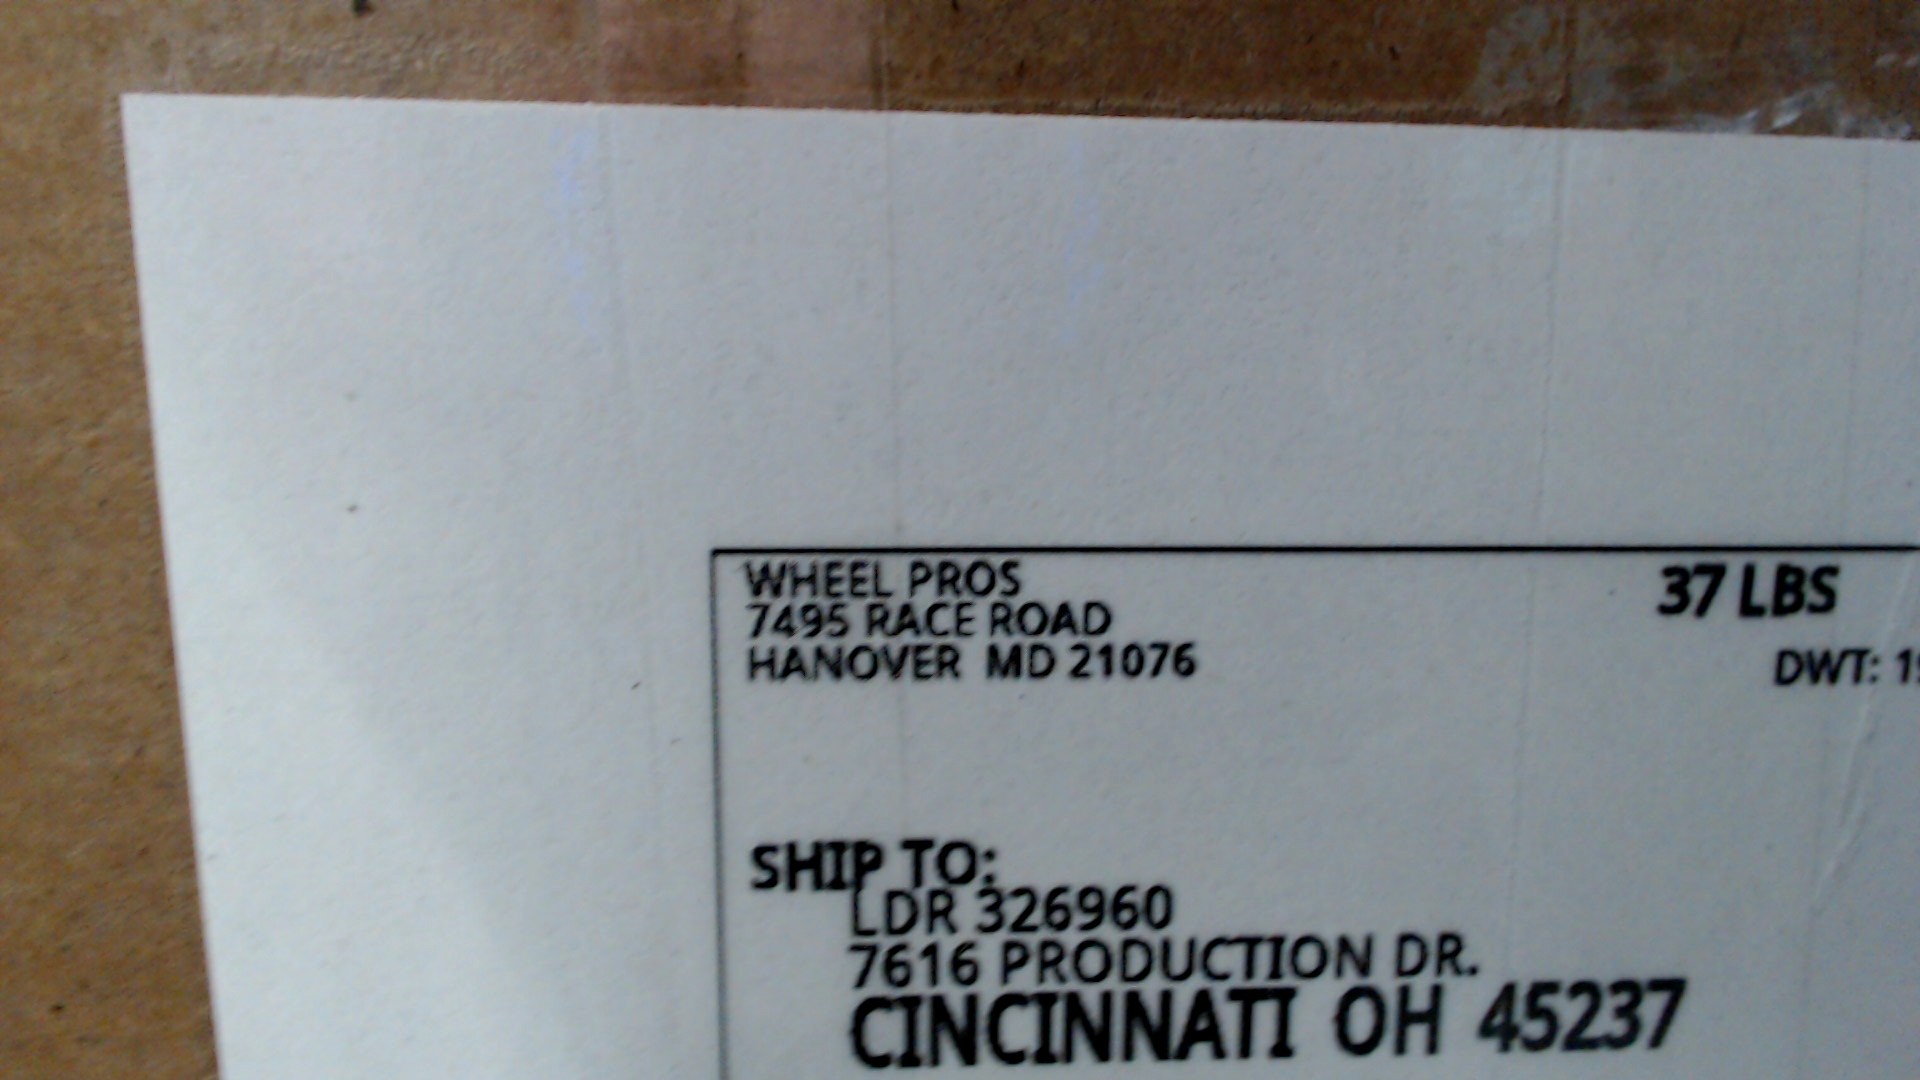 WHEEL PROS
7495 RACE ROAD
HANOVER MD 21076
37 LBS
DWT:
SHIP TO:
LDR 326960
7616 PRODUCTION DR.
CINCINNATI OH 45237